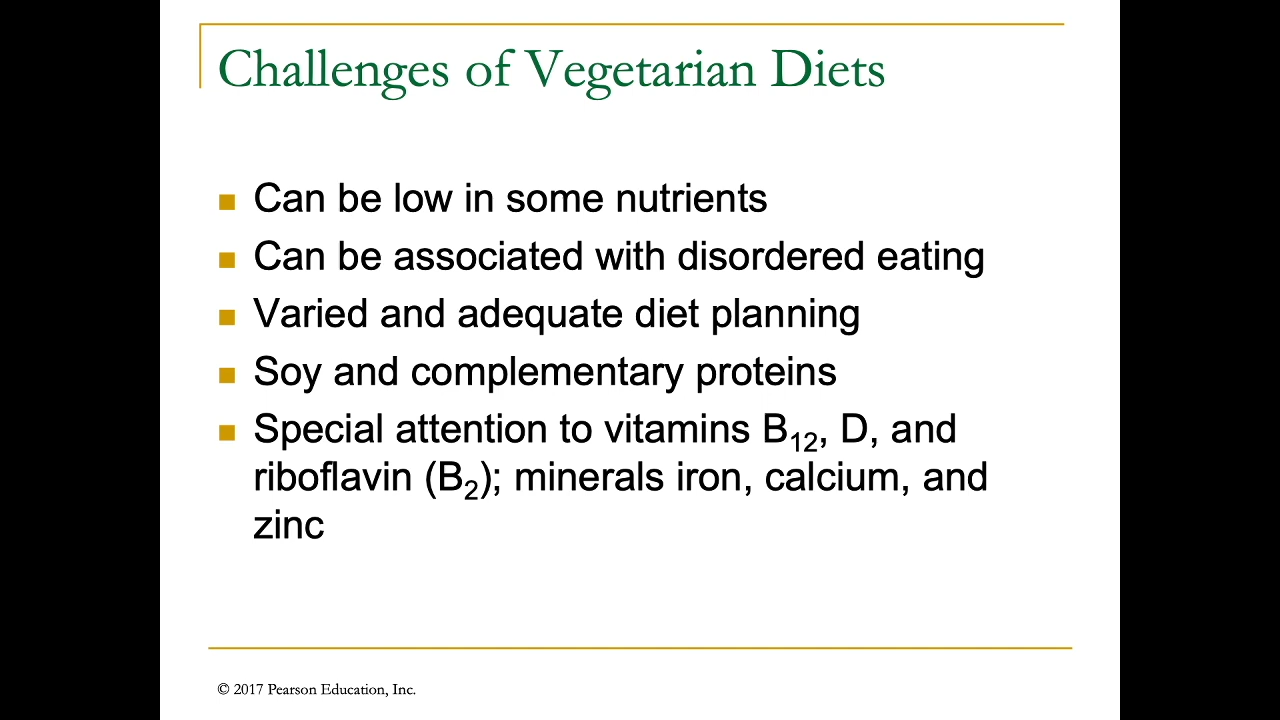 Challenges of Vegetarian Diets
Can be low in some nutrients
Can be associated with disordered eating
Varied and adequate diet planning
Soy and complementary proteins
Special attention to vitamins B12, D, and
riboflavin (B2); minerals iron, calcium, and
zinc
© 2017 Pearson Education, Inc.